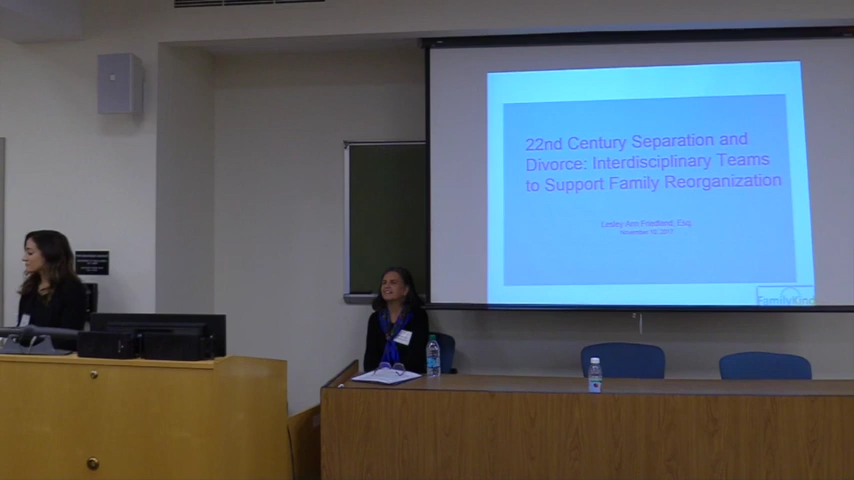 22nd Century Separation and
Divorce: Interdisciplinary Teams
to Support Family Reorganization
Lesley Ann Friedland, Esq.
November 10, 2017
FamilyKind